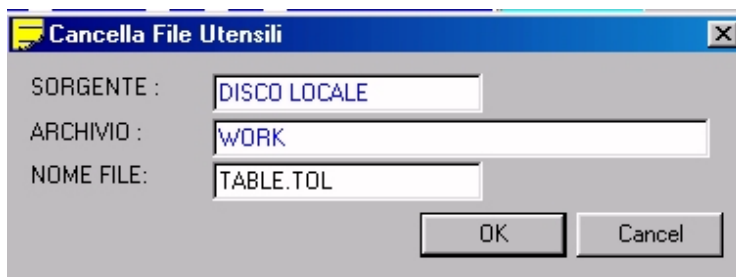 Cancella File Utensili
SORGENTE : DISCO LOCALE
ARCHIVIO : WORK
NOME FILE: TABLE.TOL
OK Cancel